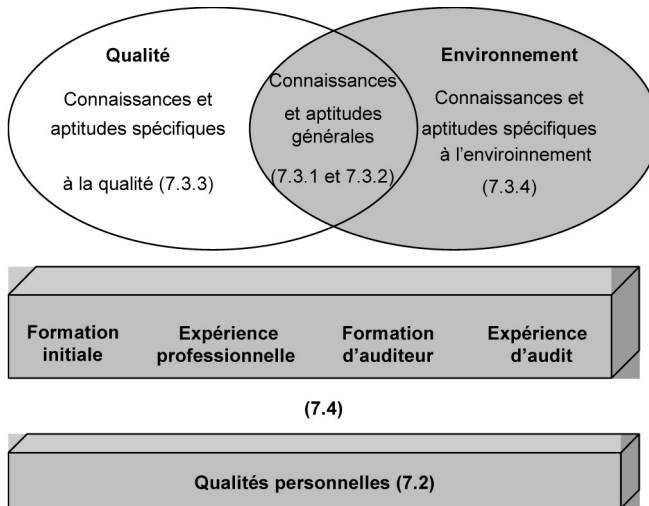 Qualité
Connaissances et
aptitudes spécifiques
à la qualité (7.3.3)
Connaissances
et aptitudes
générales
(7.3.1 et 7.3.2)
Environnement
Connaissances et
aptitudes spécifiques
à l'enviroinnement
(7.3.4)
Formation
initiale
Expérience
professionnelle
Formation
d'auditeur
Expérience
d'audit
(7.4)
Qualités personnelles (7.2)